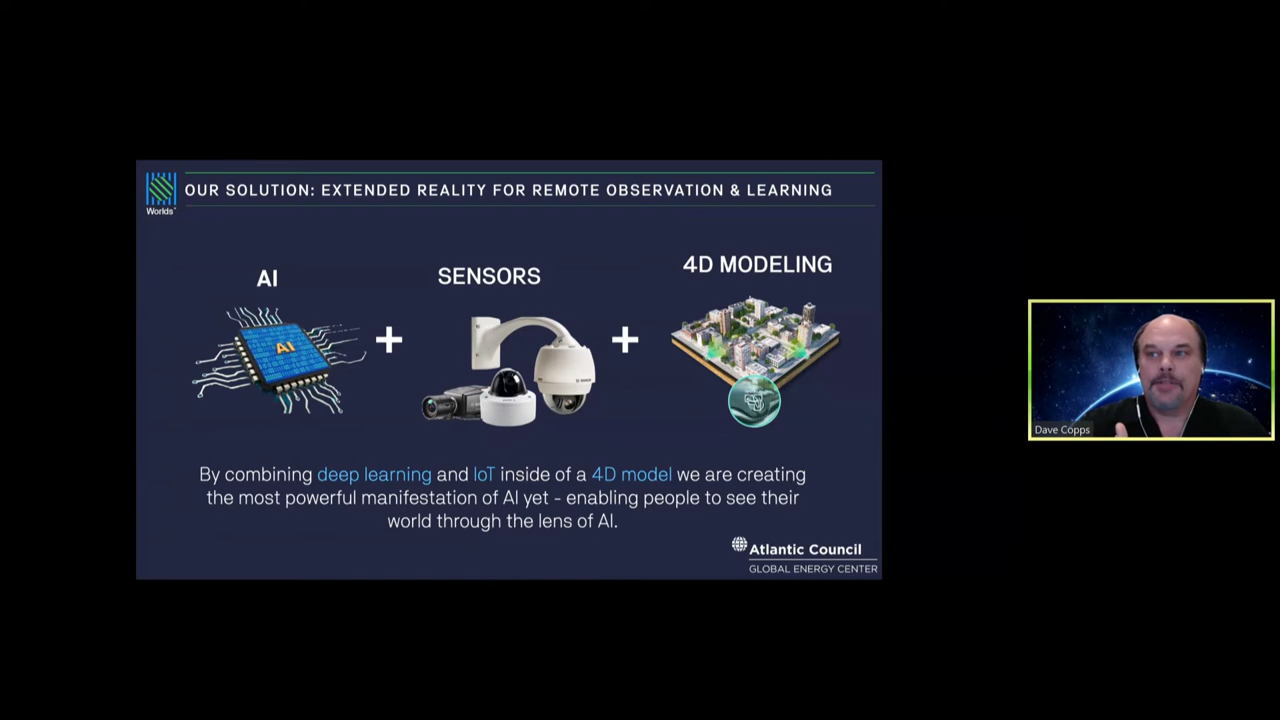 OUR SOLUTION: EXTENDED REALITY FOR REMOTE OBSERVATION & LEARNING
Worlds™
AI
SENSORS
4D MODELING
AI
+
+
BOSCH
By combining deep learning and IoT inside of a 4D model we are creating
the most powerful manifestation of AI yet - enabling people to see their
world through the lens of AI.
Atlantic Council
GLOBAL ENERGY CENTER
Dave Copps